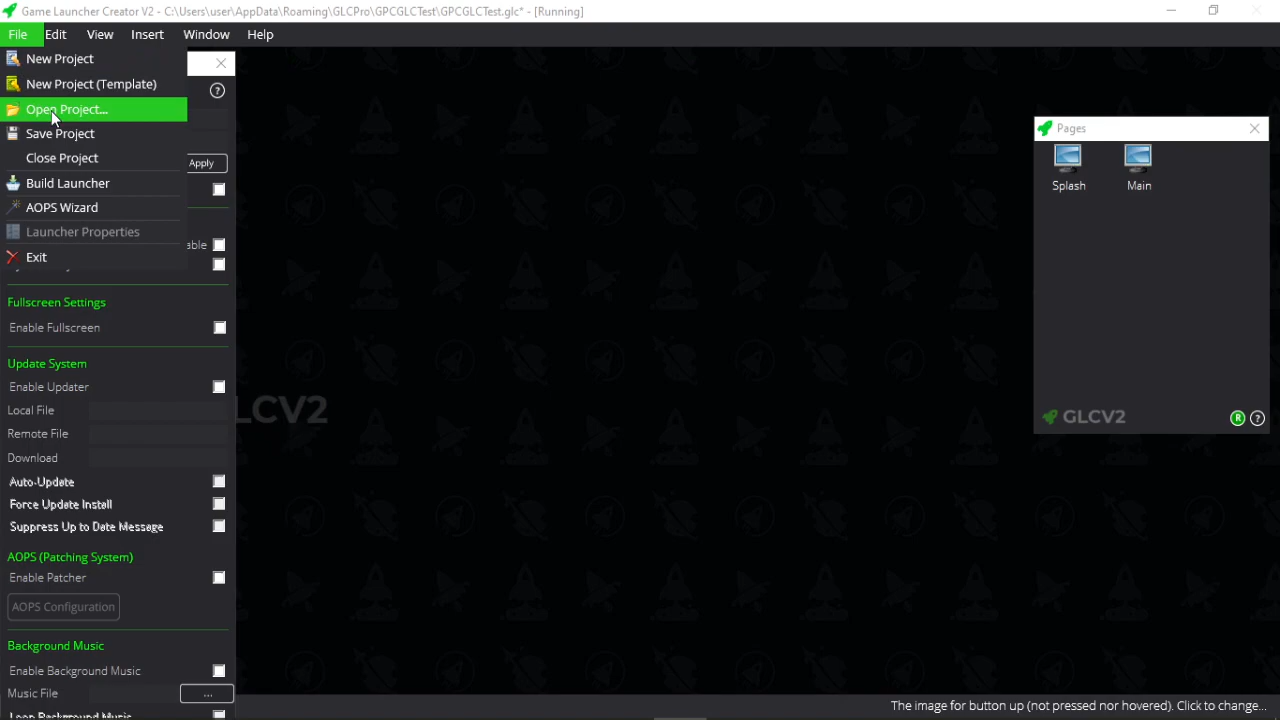 Game Launcher Creator V2 - C:\Users\user\AppData\Roaming\GLCPro\GPCGLCTest\GPCGLCTest.glc* - [Running]
File Edit View Insert Window Help
New Project
New Project (Template)
Open Project...
Save Project
Close Project
Build Launcher
AOPS Wizard
Launcher Properties
Exit
Apply
able
Fullscreen Settings
Enable Fullscreen
Update System
Enable Updater
Local File
Remote File
Download
Auto-Update
Force Update Install
Suppress Up to Date Message
AOPS (Patching System)
Enable Patcher
AOPS Configuration
Background Music
Enable Background Music
Music File ...
Loop Background Music
LCV2
Pages
Splash Main
GLCV2
R ?
The image for button up (not pressed nor hovered). Click to change...